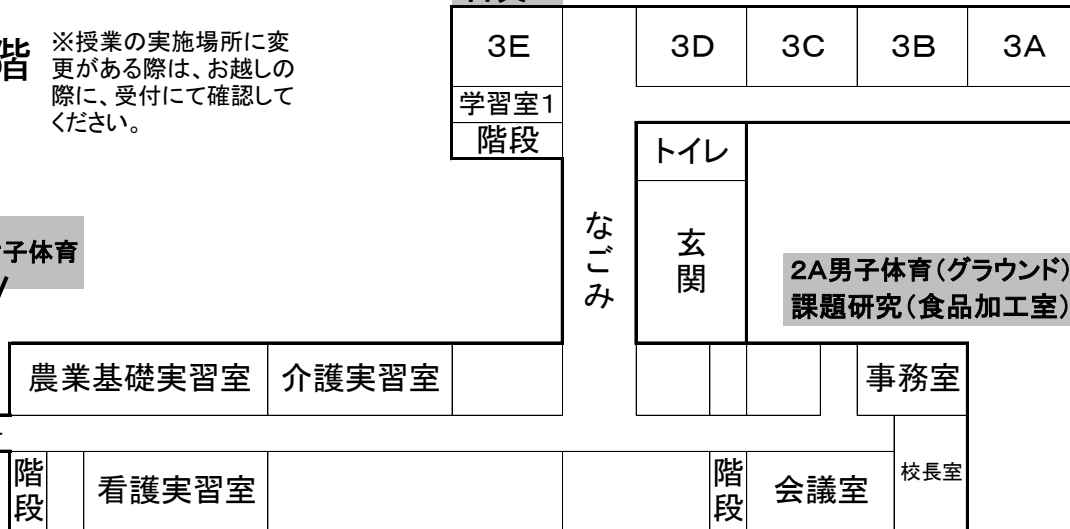 階
※授業の実施場所に変
更がある際は、お越しの
際に、受付にて確認して
ください。
3E
3D
3C
3B
3A
学習室1
階段
トイレ
なごみ
玄関
子体育
2A男子体育(グラウンド)
課題研究(食品加工室)
農業基礎実習室
介護実習室
事務室
階段
看護実習室
階段
会議室
校長室